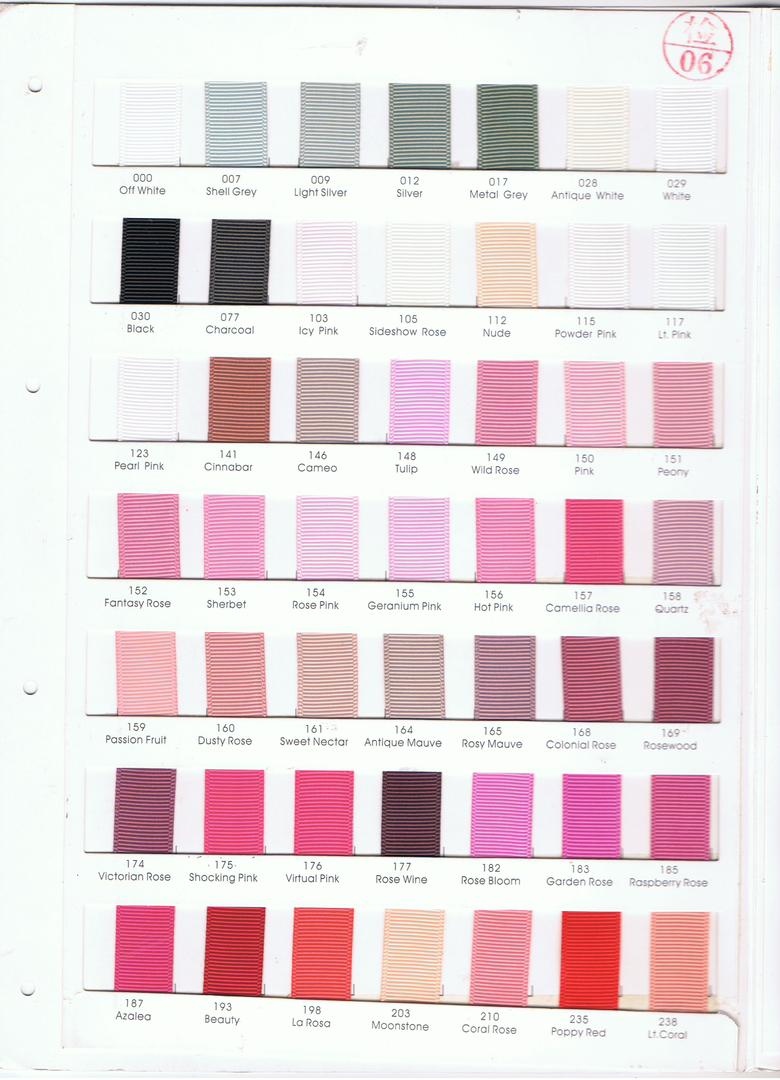 检
06
000 007 009 012 017 028 029
Off White Shell Grey Light Silver Silver Metal Grey Antique White White
030 077 103 105 112 115 117
Black Charcoal Icy Pink Sideshow Rose Nude Powder Pink Lt. Pink
123 141 146 148 149 150 151
Pearl Pink Cinnabar Cameo Tulip Wild Rose Pink Peony
152 153 154 155 156 157 158
Fantasy Rose Sherbet Rose Pink Geranium Pink Hot Pink Camellia Rose Quartz
159 160 161 164 165 168 169
Passion Fruit Dusty Rose Sweet Nectar Antique Mauve Rosy Mauve Colonial Rose Rosewood
174 175 176 177 182 183 185
Victorian Rose Shocking Pink Virtual Pink Rose Wine Rose Bloom Garden Rose Raspberry Rose
187 193 198 203 210 235 238
Azalea Beauty La Rosa Moonstone Coral Rose Poppy Red Lt.Coral